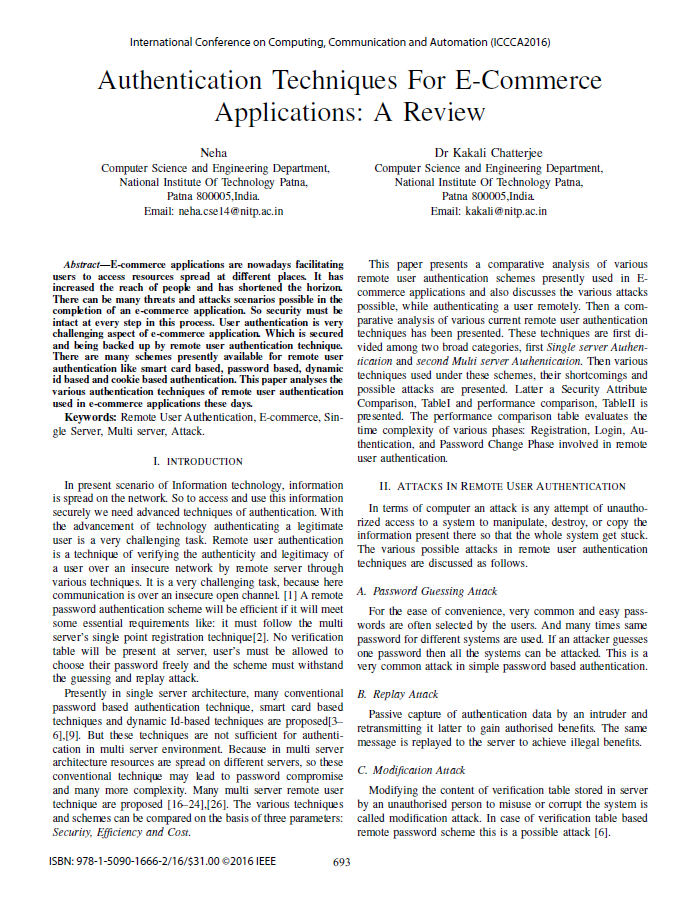 International Conference on Computing, Communication and Automation (ICCCA2016)
Authentication Techniques For E-Commerce
Applications: A Review
Neha
Computer Science and Engineering Department,
National Institute Of Technology Patna,
Patna 800005,India.
Email: neha.cse14@nitp.ac.in
Dr Kakali Chatterjee
Computer Science and Engineering Department,
National Institute Of Technology Patna,
Patna 800005,India.
Email: kakali@nitp.ac.in
Abstract—E-commerce applications are nowadays facilitating
users to access resources spread at different places. It has
increased the reach of people and has shortened the horizon.
There can be many threats and attacks scenarios possible in the
completion of an e-commerce application. So security must be
intact at every step in this process. User authentication is very
challenging aspect of e-commerce application. Which is secured
and being backed up by remote user authentication technique.
There are many schemes presently available for remote user
authentication like smart card based, password based, dynamic
id based and cookie based authentication. This paper analyses the
various authentication techniques of remote user authentication
used in e-commerce applications these days.
Keywords: Remote User Authentication, E-commerce, Sin-
gle Server, Multi server, Attack.
I. INTRODUCTION
In present scenario of Information technology, information
is spread on the network. So to access and use this information
securely we need advanced techniques of authentication. With
the advancement of technology authenticating a legitimate
user is a very challenging task. Remote user authentication
is a technique of verifying the authenticity and legitimacy of
a user over an insecure network by remote server through
various techniques. It is a very challenging task, because here
communication is over an insecure open channel. [1] A remote
password authentication scheme will be efficient if it will meet
some essential requirements like: it must follow the multi
server's single point registration technique[2]. No verification
table will be present at server, user's must be allowed to
choose their password freely and the scheme must withstand
the guessing and replay attack.
Presently in single server architecture, many conventional
password based authentication technique, smart card based
techniques and dynamic Id-based techniques are proposed[3–
6],[9]. But these techniques are not sufficient for authenti-
cation in multi server environment. Because in multi server
architecture resources are spread on different servers, so these
conventional technique may lead to password compromise
and many more complexity. Many multi server remote user
technique are proposed [16–24],[26]. The various techniques
and schemes can be compared on the basis of three parameters:
Security, Efficiency and Cost.
This paper presents a comparative analysis of various
remote user authentication schemes presently used in E-
commerce applications and also discusses the various attacks
possible, while authenticating a user remotely. Then a com-
parative analysis of various current remote user authentication
techniques has been presented. These techniques are first di-
vided among two broad categories, first Single server Authen-
tication and second Multi server Authentication. Then various
techniques used under these schemes, their shortcomings and
possible attacks are presented. Latter a Security Attribute
Comparison, TableI and performance comparison, TableII is
presented. The performance comparison table evaluates the
time complexity of various phases: Registration, Login, Au-
thentication, and Password Change Phase involved in remote
user authentication.
II. ATTACKS IN REMOTE USER AUTHENTICATION
In terms of computer an attack is any attempt of unautho-
rized access to a system to manipulate, destroy, or copy the
information present there so that the whole system get stuck.
The various possible attacks in remote user authentication
techniques are discussed as follows.
A. Password Guessing Attack
For the ease of convenience, very common and easy pass-
words are often selected by the users. And many times same
password for different systems are used. If an attacker guesses
one password then all the systems can be attacked. This is a
very common attack in simple password based authentication.
B. Replay Attack
Passive capture of authentication data by an intruder and
retransmitting it latter to gain authorised benefits. The same
message is replayed to the server to achieve illegal benefits.
C. Modification Attack
Modifying the content of verification table stored in server
by an unauthorised person to misuse or corrupt the system is
called modification attack. In case of verification table based
remote password scheme this is a possible attack [6].
ISBN: 978-1-5090-1666-2/16/$31.00 ©2016 IEEE
693